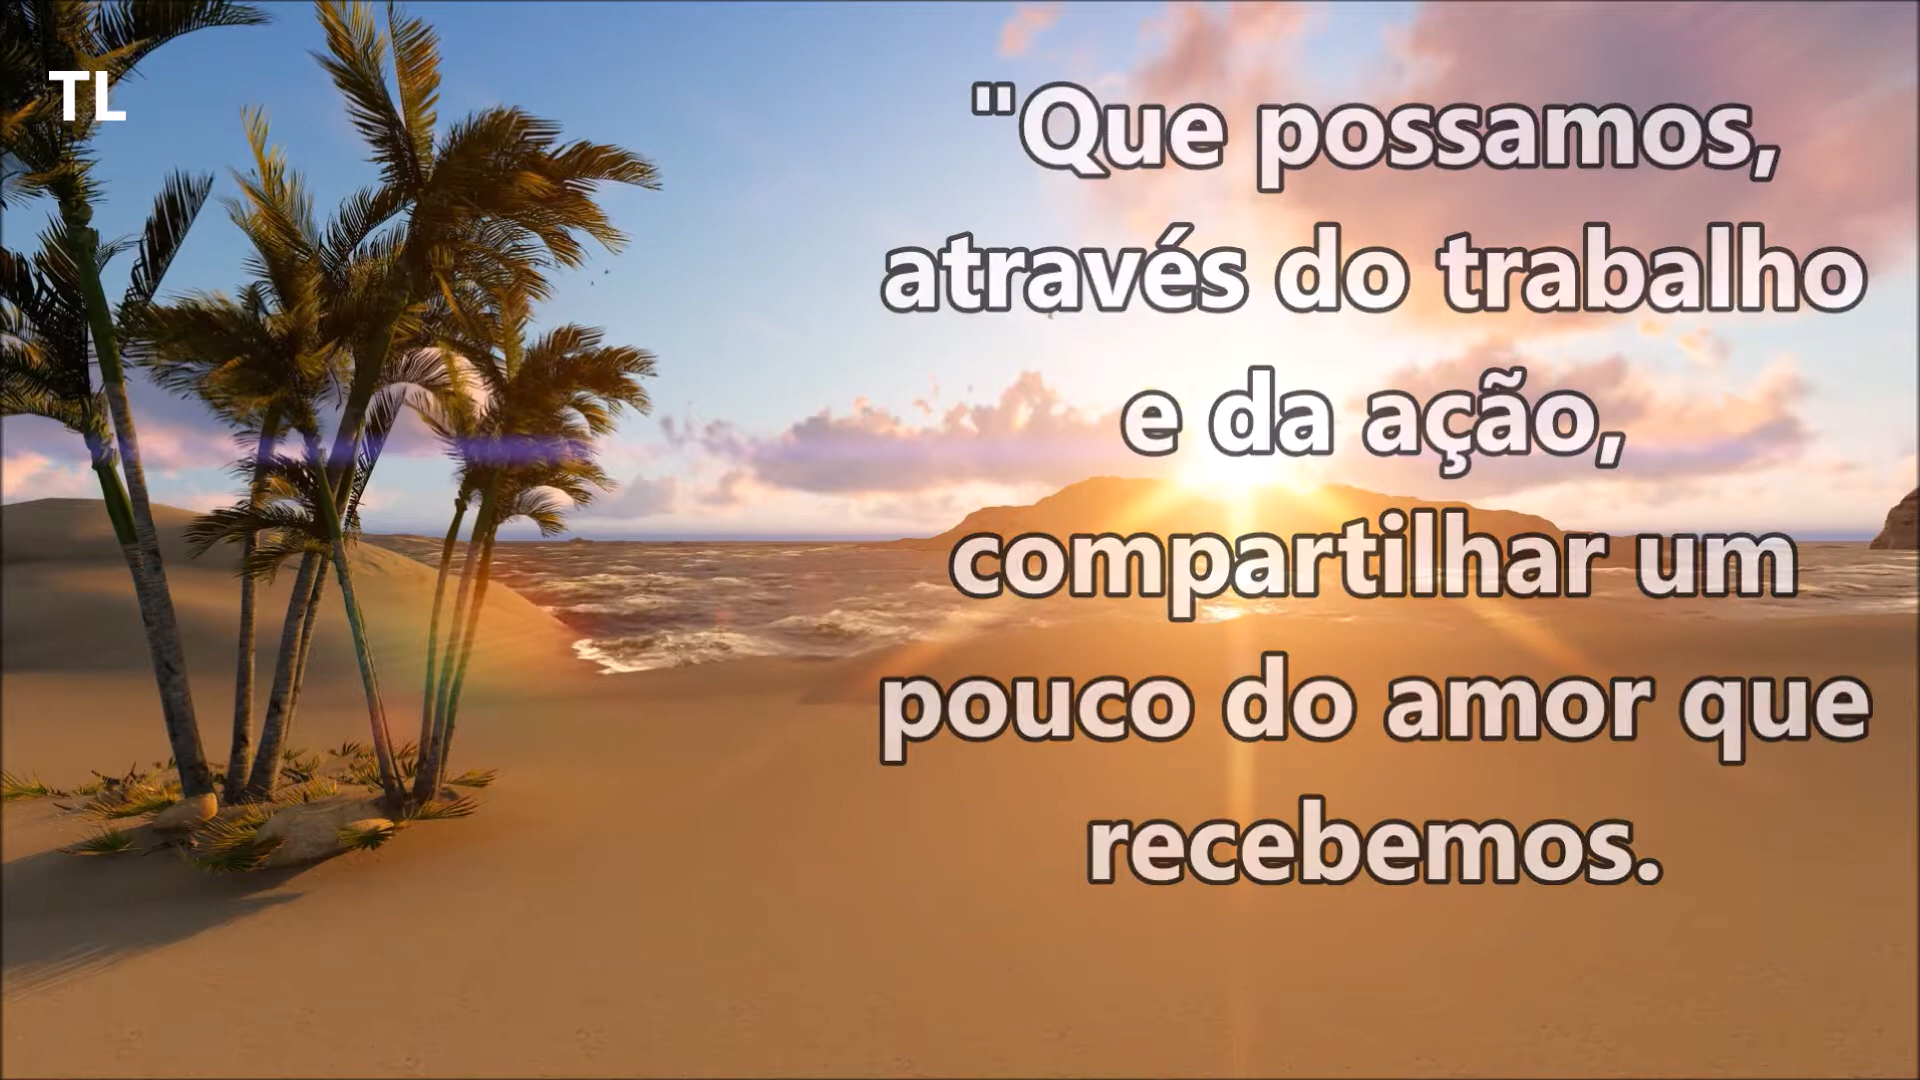 TL
"Que possamos,
através do trabalho
e da ação,
compartilhar um
pouco do amor que
recebemos.